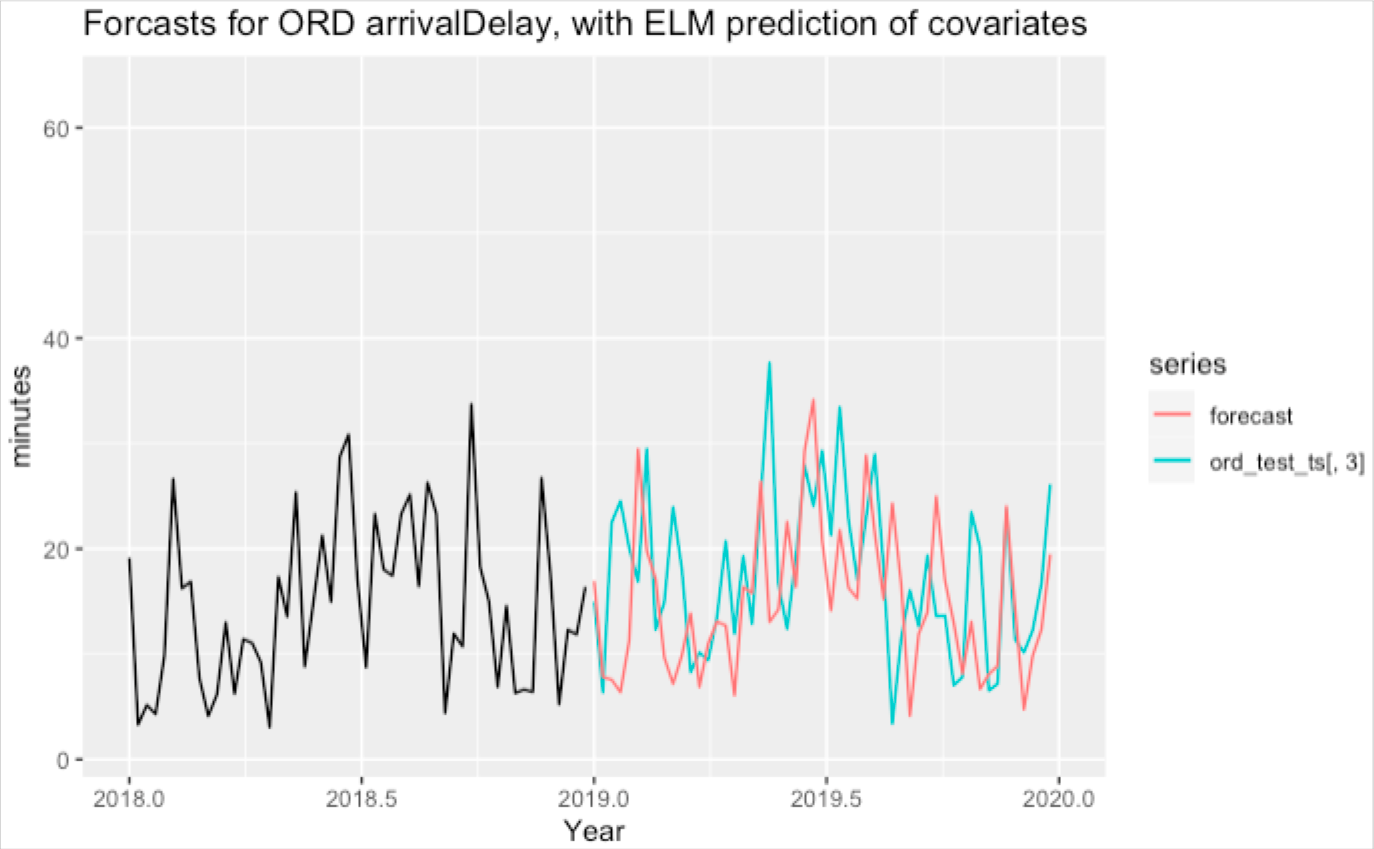 Forcasts for ORD arrivalDelay, with ELM prediction of covariates
60
40
20
0
minutes
2018.0 2018.5 2019.0 2019.5 2020.0
Year
series
forecast
ord_test_ts[, 3]